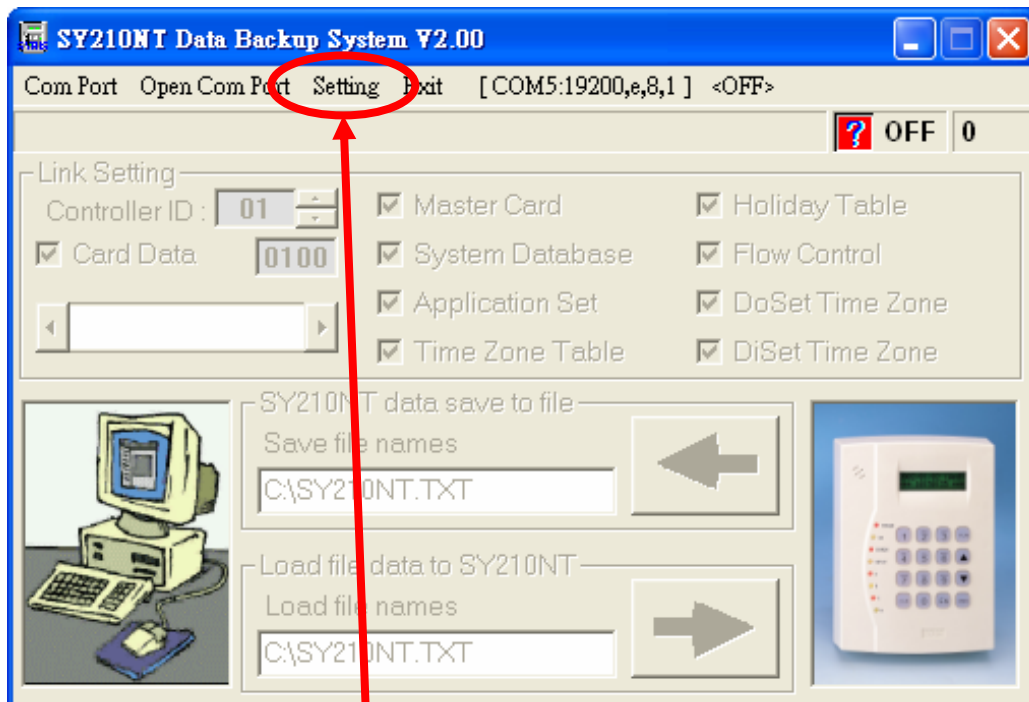 SY210NT Data Backup System V2.00
Com Port Open Com Port Setting Exit [ COM5:19200,e,8,1 ] <OFF>
? OFF 0
Link Setting
Controller ID : 01
Master Card
Holiday Table
Card Data 0100
System Database
Flow Control
Application Set
DoSet Time Zone
Time Zone Table
DiSet Time Zone
SY210NT data save to file
Save file names
C:\SY210NT.TXT
Load file data to SY210NT
Load file names
C:\SY210NT.TXT